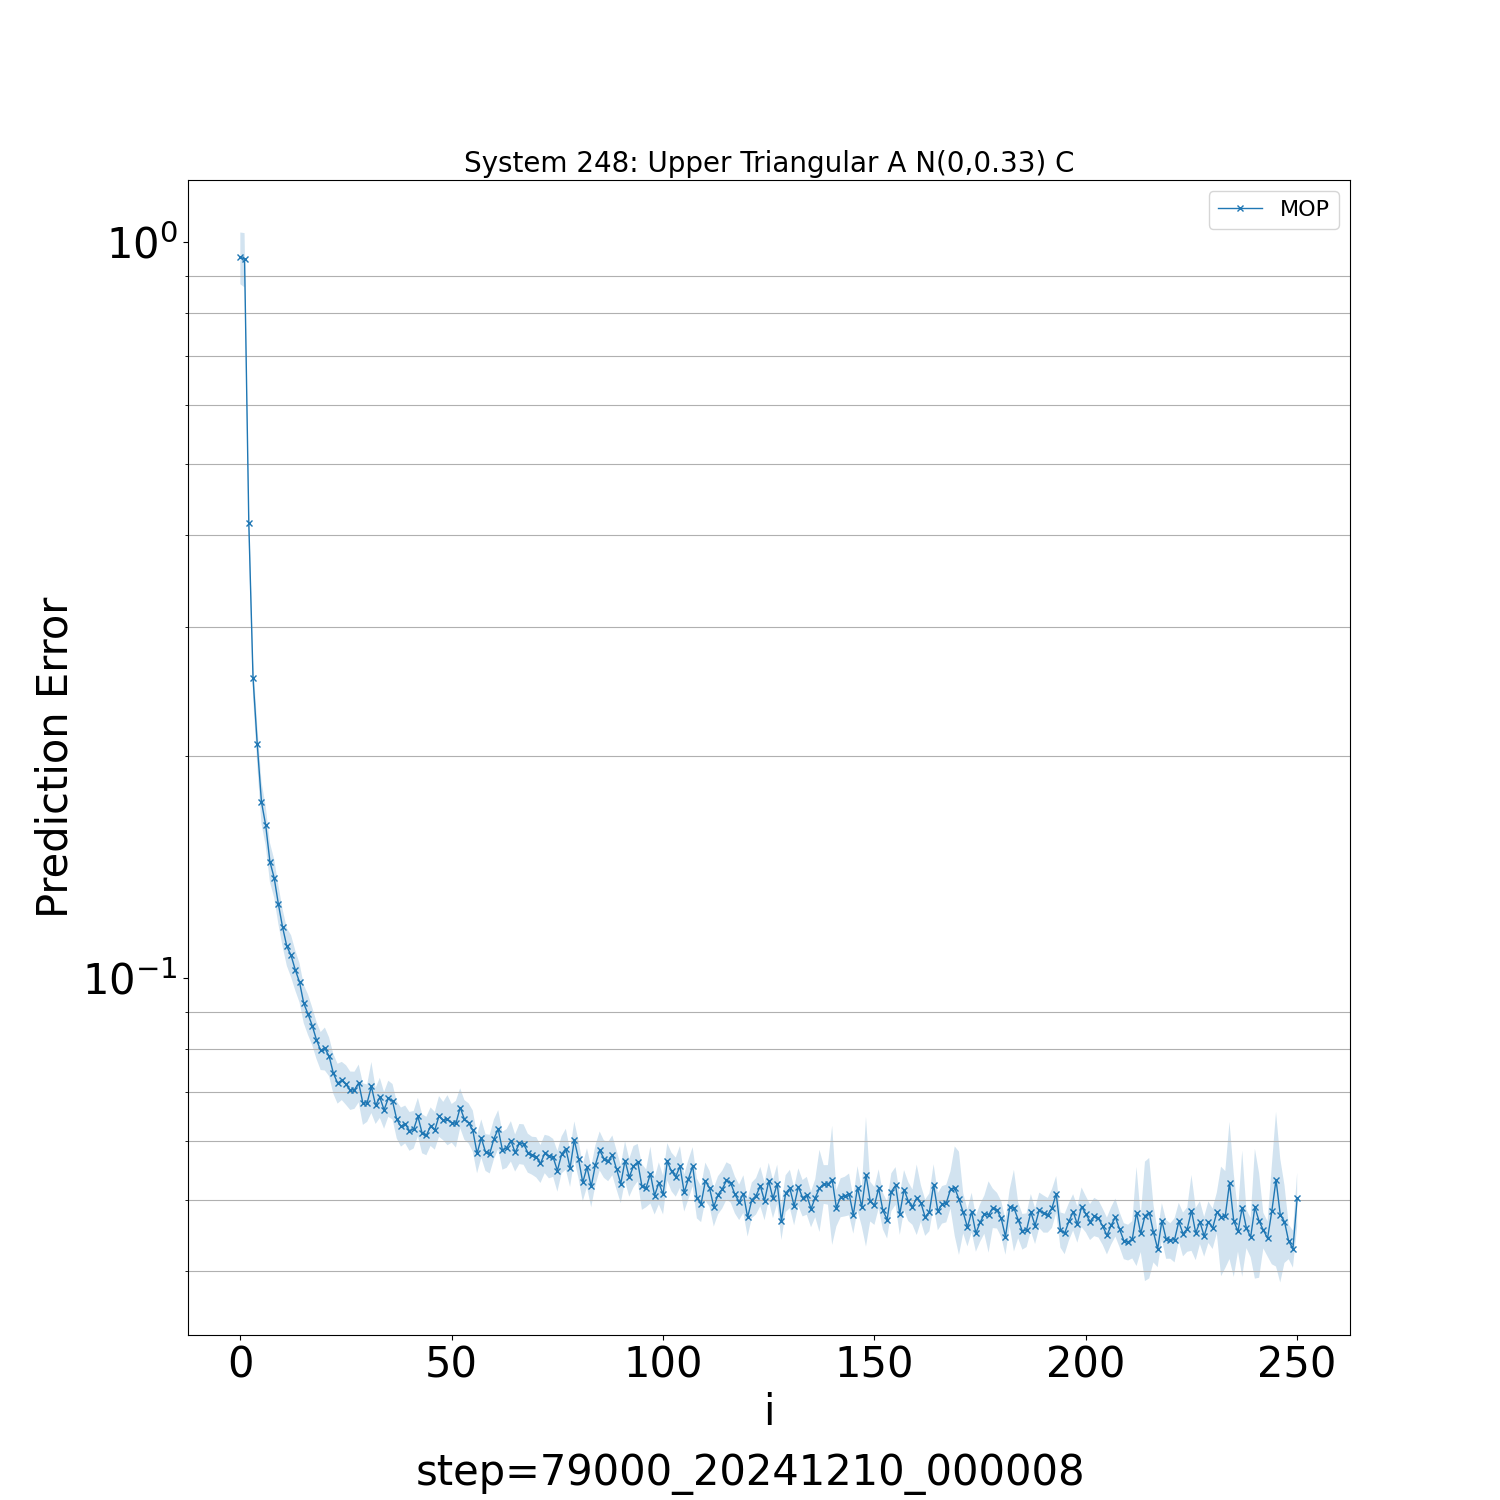 System 248: Upper Triangular A N(0,0.33) C
MOP
10⁰
10⁻¹
Prediction Error
0 50 100 150 200 250
i
step=79000_20241210_000008